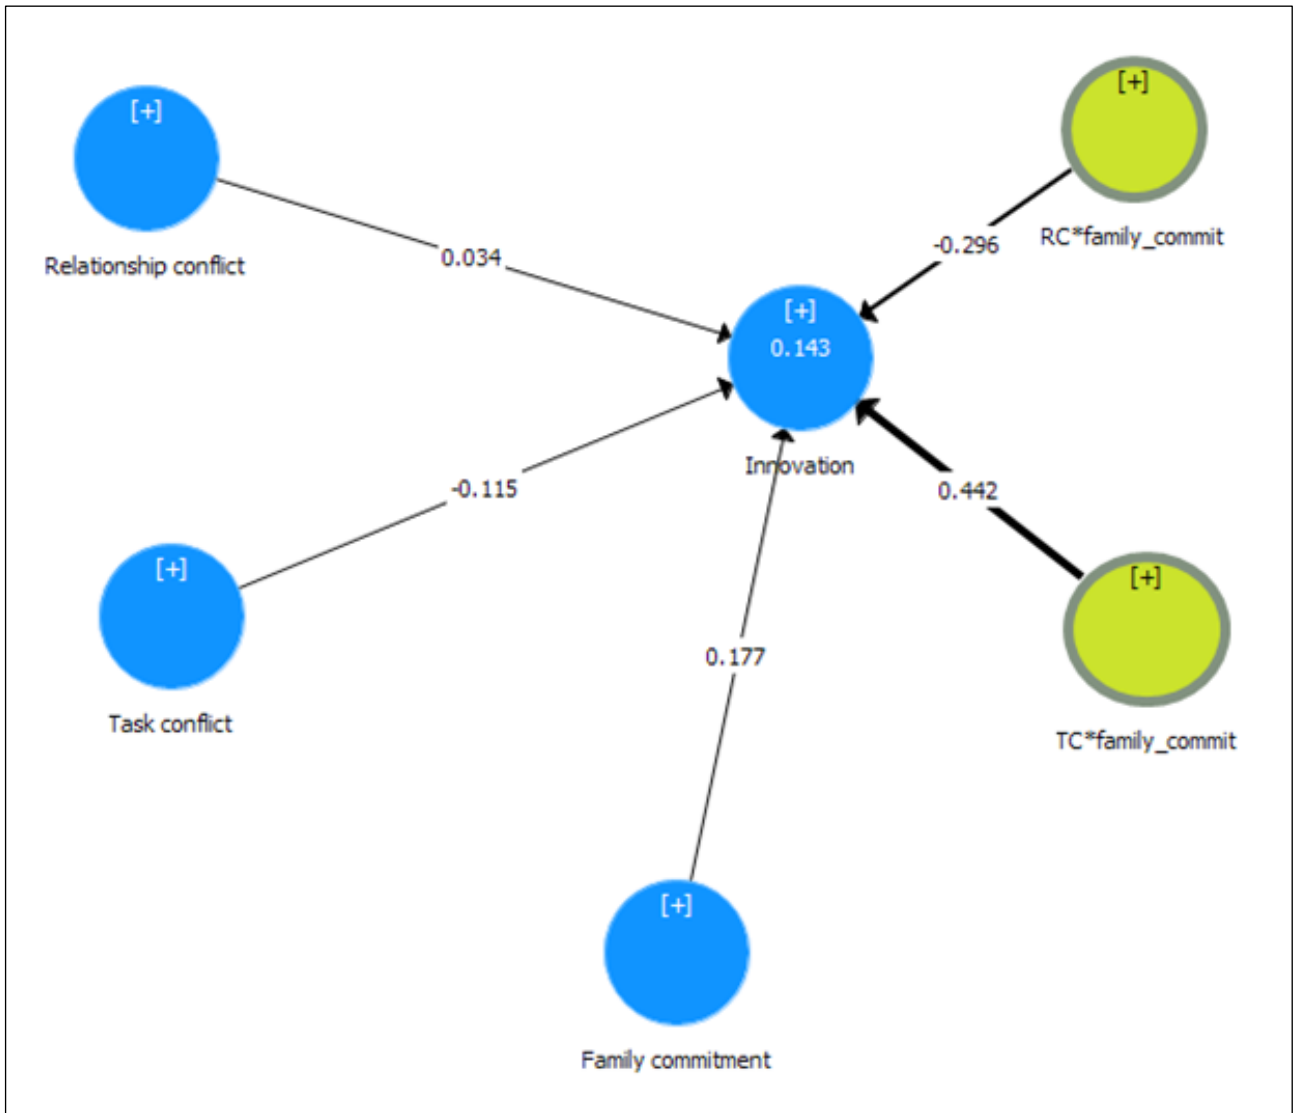 [+]
Relationship conflict
[+]
RC*family_commit
0.034
-0.296
[+]
0.143
Innovation
-0.115
0.442
[+]
Task conflict
[+]
TC*family_commit
0.177
[+]
Family commitment